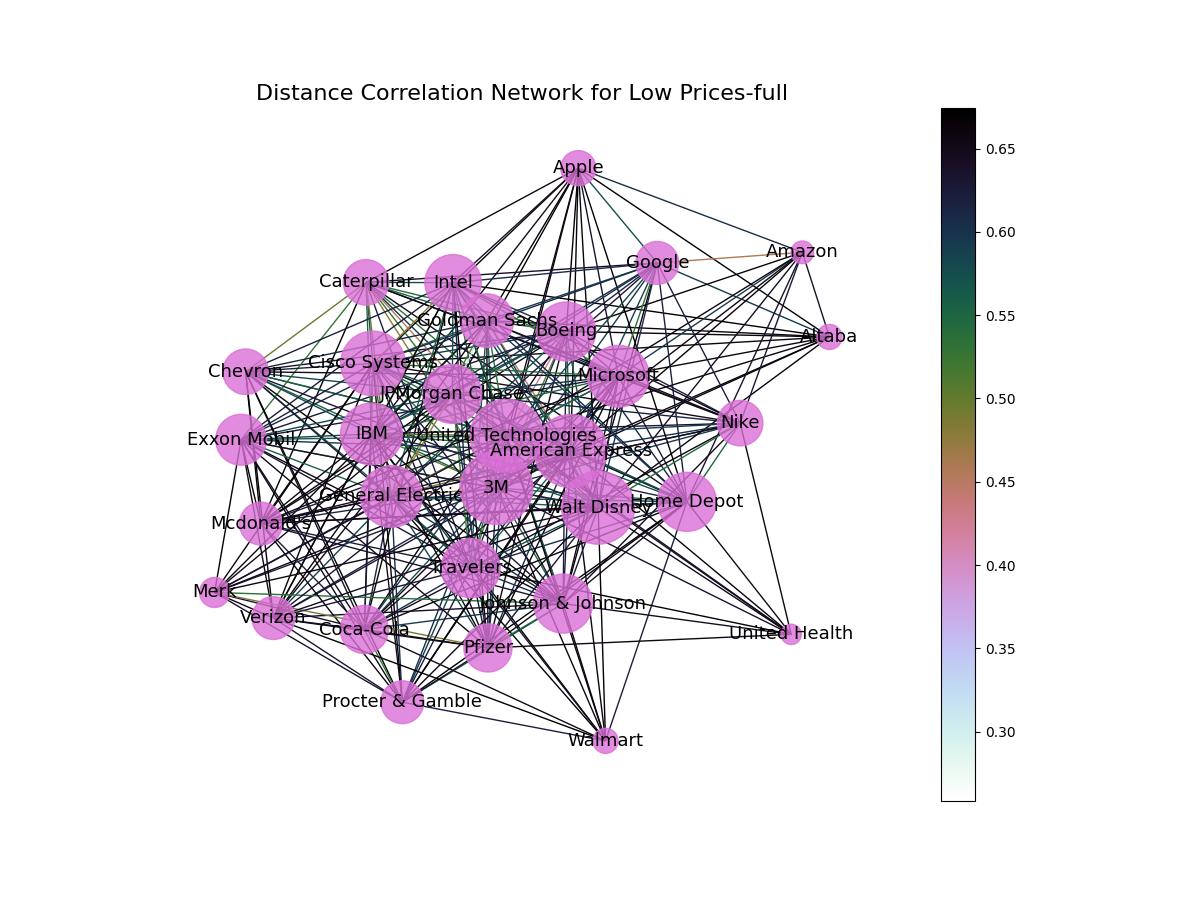 Distance Correlation Network for Low Prices-full
Apple
Amazon
Google
Caterpillar
Intel
Goldman Sachs
Boeing
Altaba
Cisco Systems
Chevron
Microsoft
JPMorgan Chase
Nike
IBM
United Technologies
Exxon Mobil
American Express
3M
General Electric
Home Depot
Walt Disney
Mcdonald's
Travelers
Merk
Johnson & Johnson
Verizon
Coca-Cola
United Health
Pfizer
Procter & Gamble
Walmart
0.65
0.60
0.55
0.50
0.45
0.40
0.35
0.30